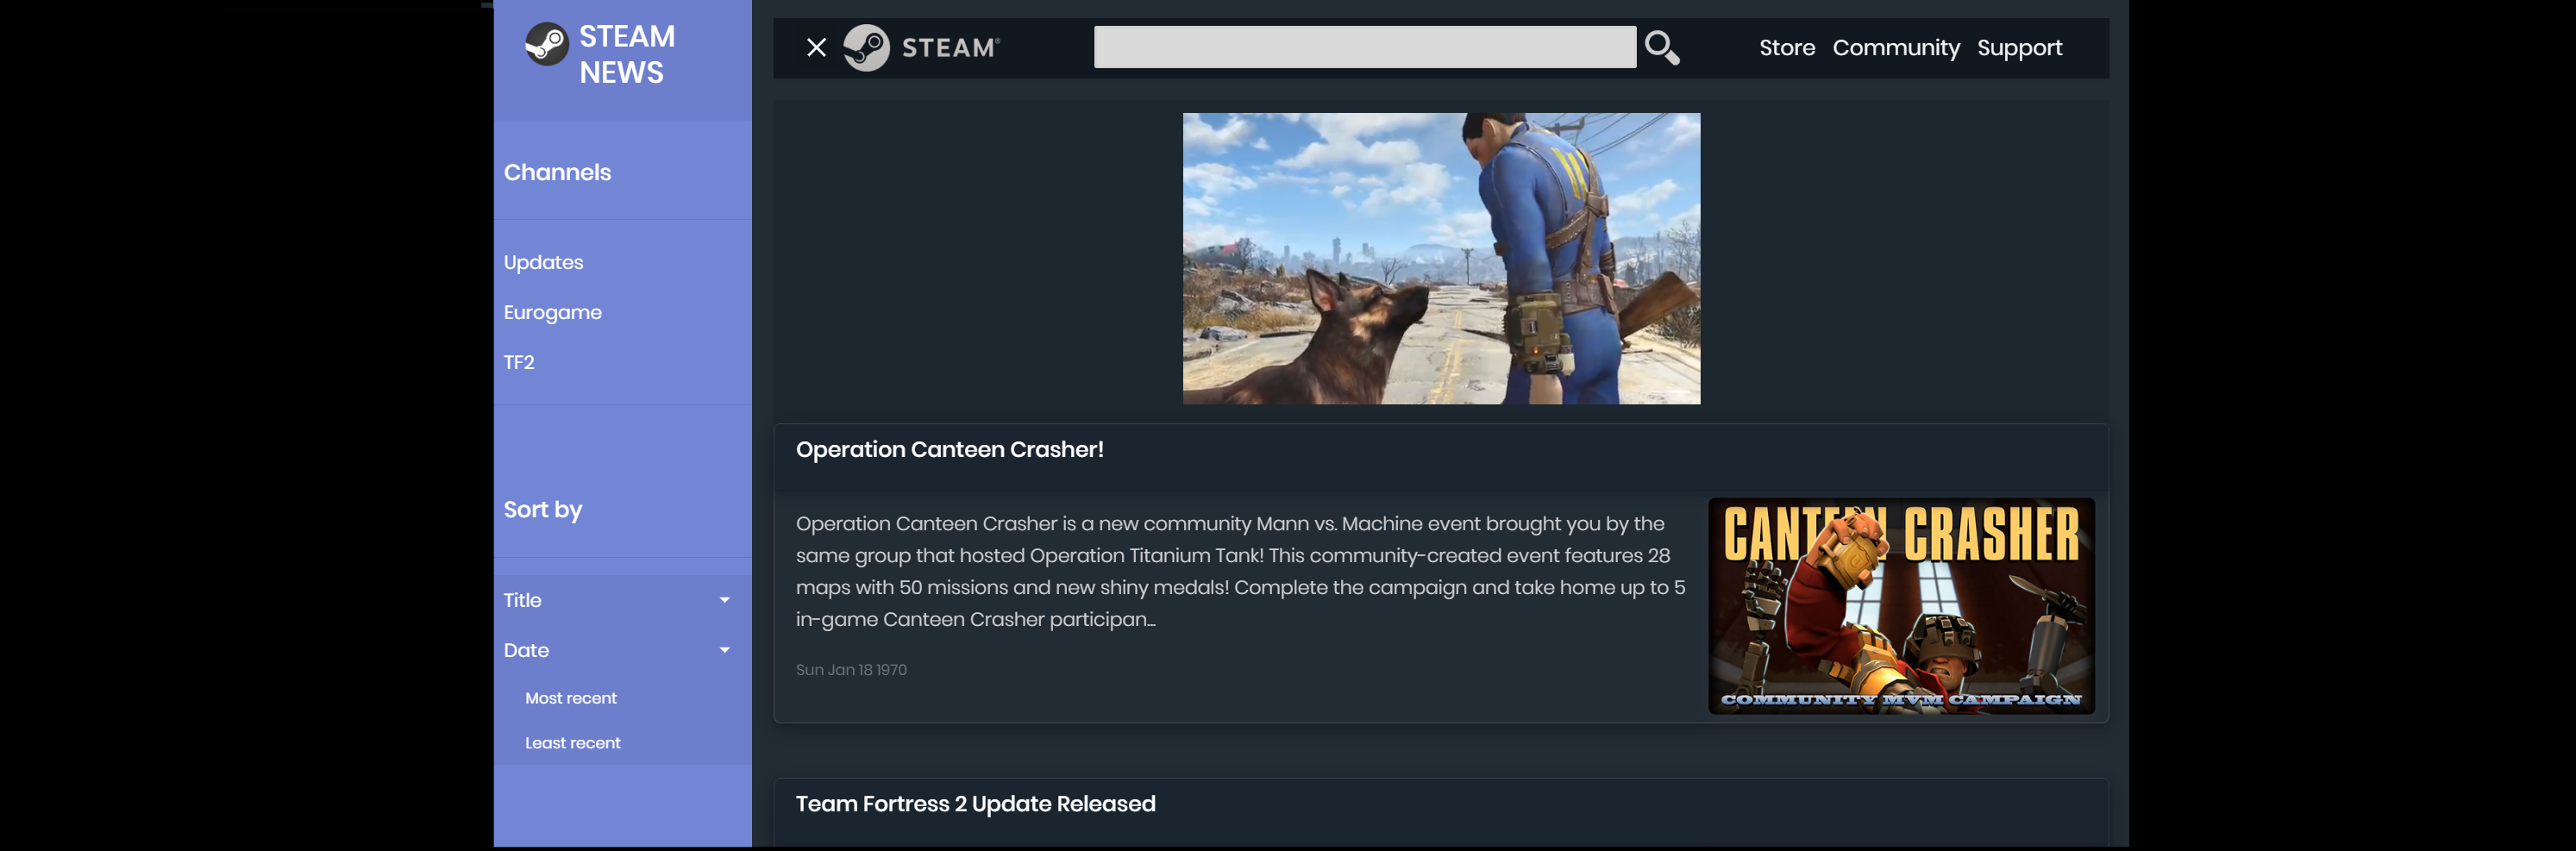 STEAM
NEWS
Channels
Updates
Eurogame
TF2
Sort by
Title
Date
Most recent
Least recent
STEAM®
Store Community Support
Operation Canteen Crasher!
Operation Canteen Crasher is a new community Mann vs. Machine event brought you by the
same group that hosted Operation Titanium Tank! This community-created event features 28
maps with 50 missions and new shiny medals! Complete the campaign and take home up to 5
in-game Canteen Crasher participan...
Sun Jan 18 1970
CANTEEN CRASHER
COMMUNITY MVM CAMPAIGN
Team Fortress 2 Update Released